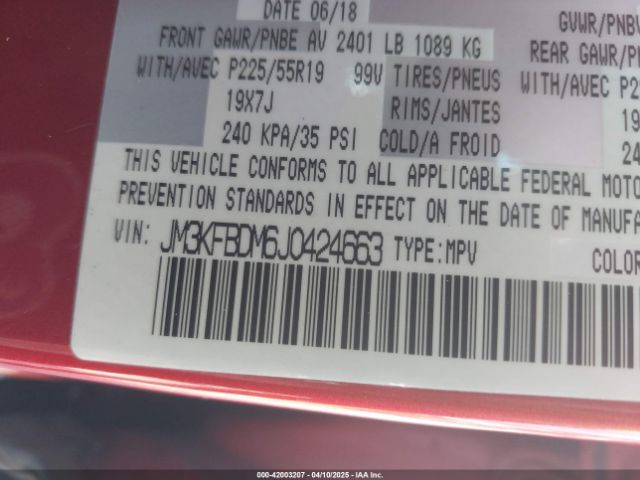 DATE 06/18
GVWR/PNBV
FRONT GAWR/PNBE AV 2401 LB 1089 KG
REAR GAWR/
WITH/AVEC P225/55R19 99V TIRES/PNEUS WITH/AVEC P2
19X7J RIMS/JANTES 19
240 KPA/35 PSI COLD/A FROID 24
THIS VEHICLE CONFORMS TO ALL APPLICABLE FEDERAL MOTO
PREVENTION STANDARDS IN EFFECT ON THE DATE OF MANUFA
VIN: JM3KFBDM6J0424663 TYPE:MPV COLOR
000-42003207 - 04/10/2025 - IAA Inc.